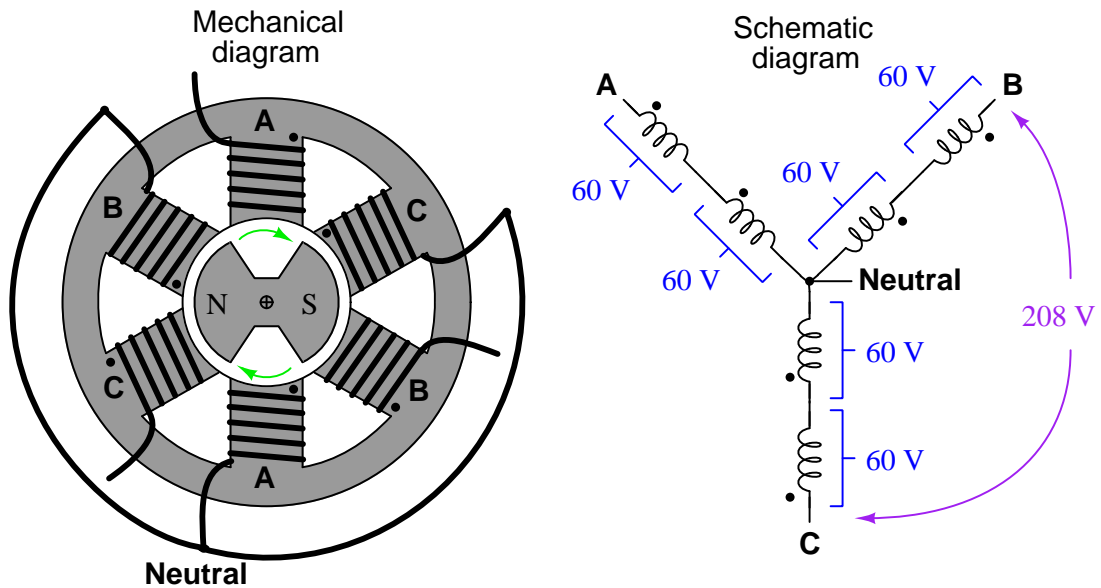 Mechanical
diagram
A
B
C
N
S
C
B
A
Neutral
Schematic
diagram
60 V
A
B
60 V
60 V
60 V
Neutral
208 V
60 V
60 V
C